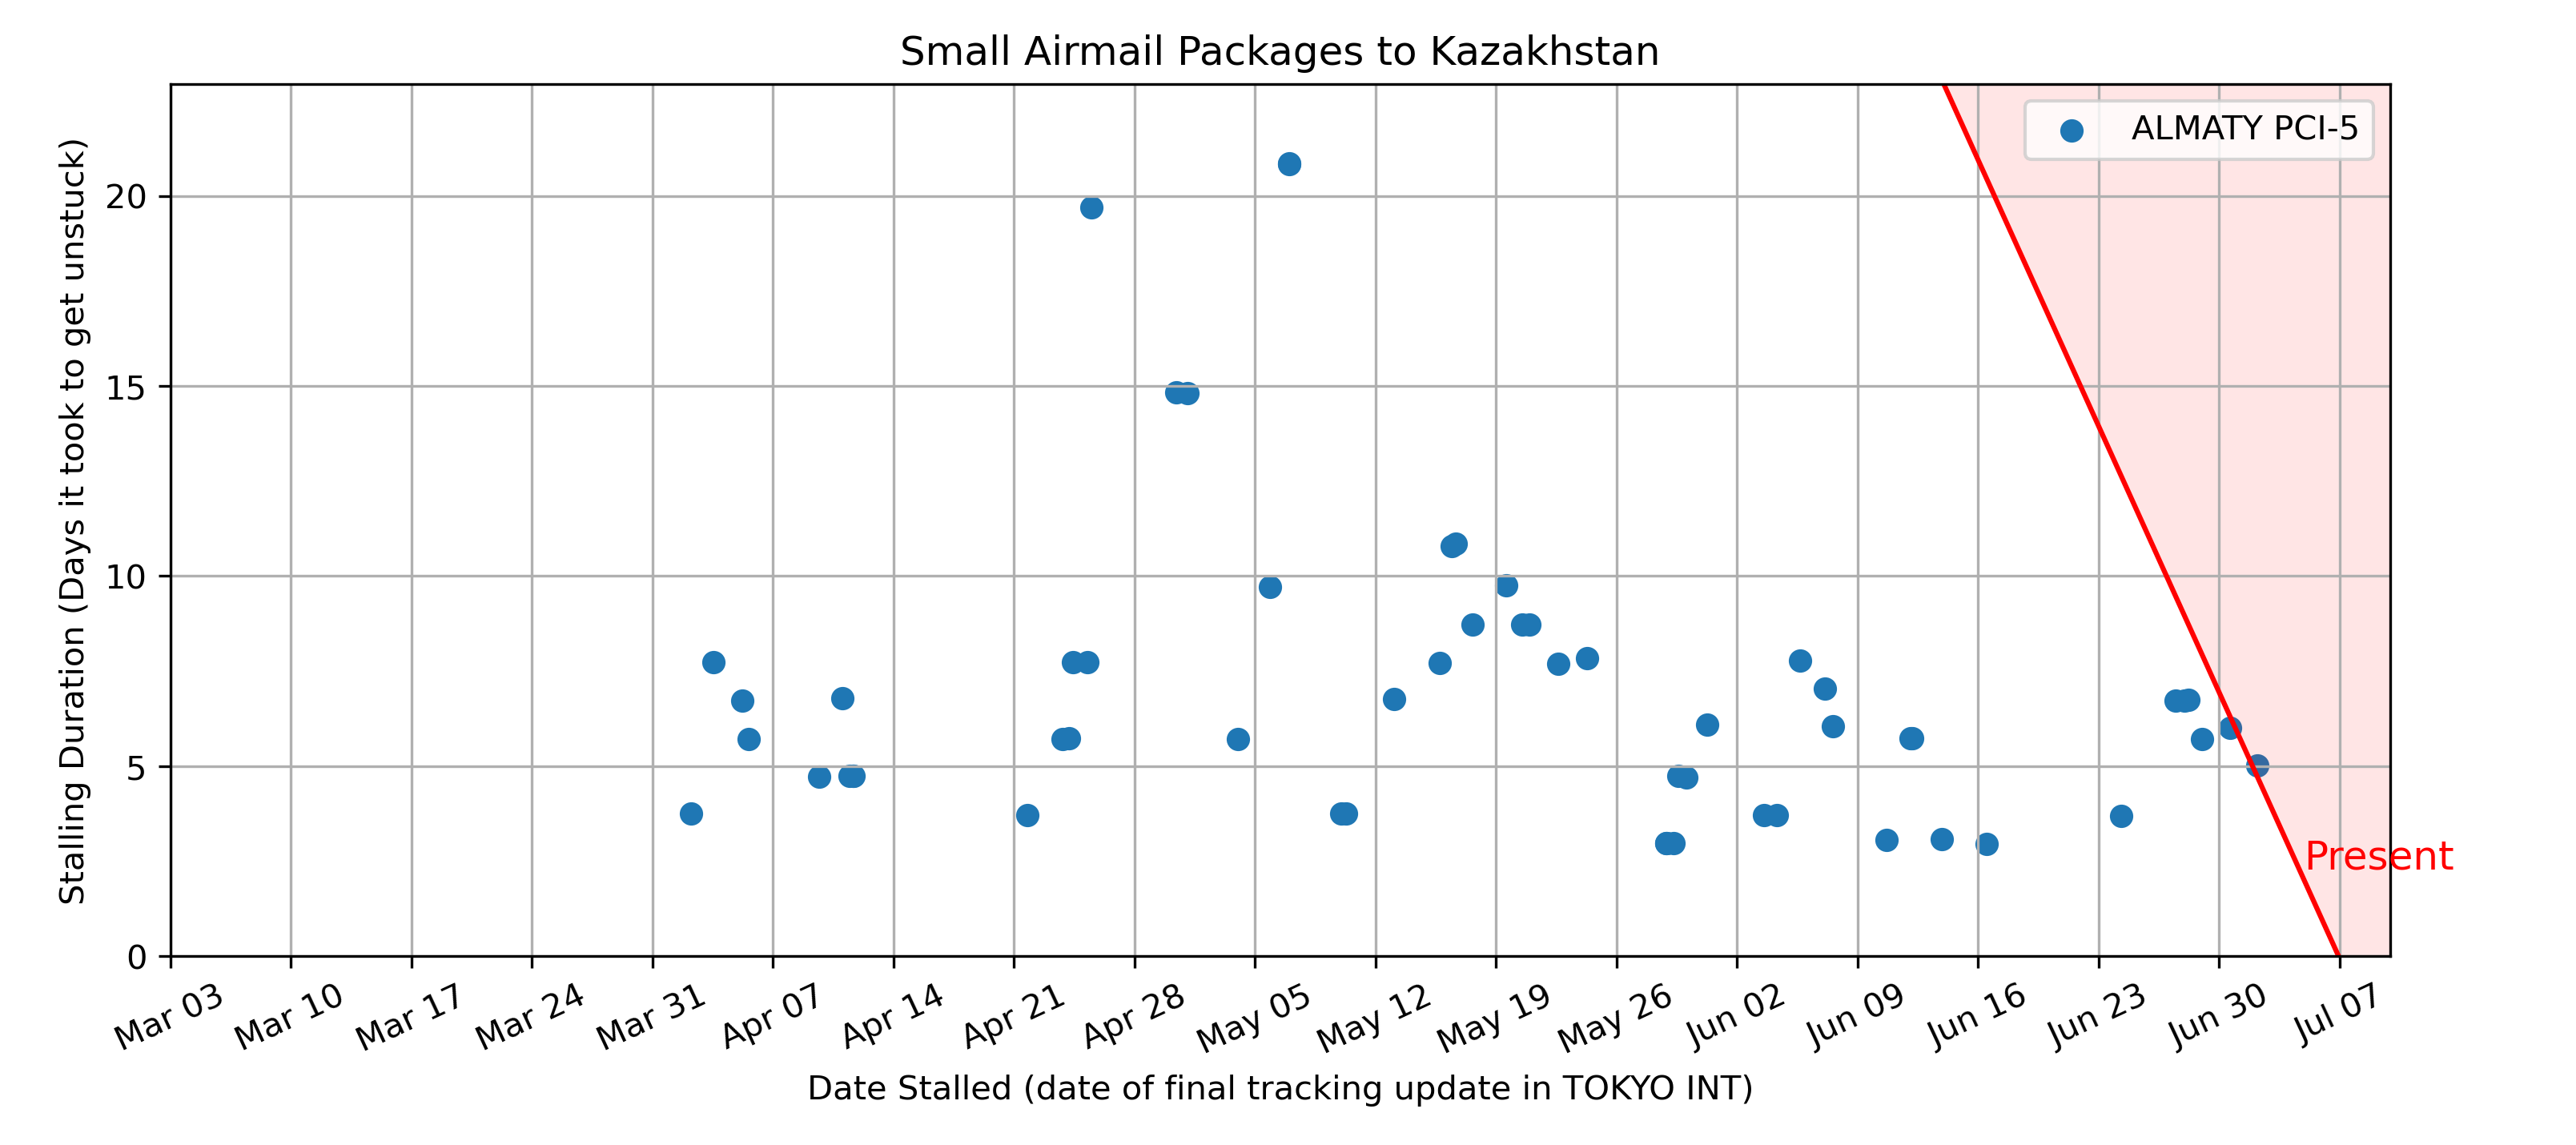 Small Airmail Packages to Kazakhstan
ALMATY PCI-5
Stalling Duration (Days it took to get unstuck)
20
15
10
5
0
Present
Mar 03
Mar 10
Mar 17
Mar 24
Mar 31
Apr 07
Apr 14
Apr 21
Apr 28
May 05
May 12
May 19
May 26
Jun 02
Jun 09
Jun 16
Jun 23
Jun 30
Jul 07
Date Stalled (date of final tracking update in TOKYO INT)